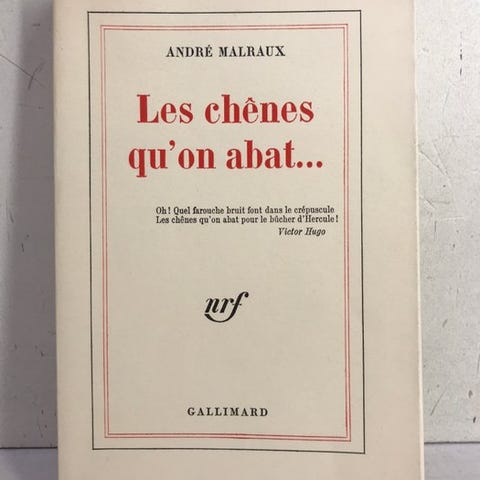 ANDRÉ MALRAUX
Les chênes
qu'on abat...
Oh! Quel farouche bruit font dans le crépuscule
Les chênes qu'on abat pour le bûcher d'Hercule!
Victor Hugo
nrf
GALLIMARD